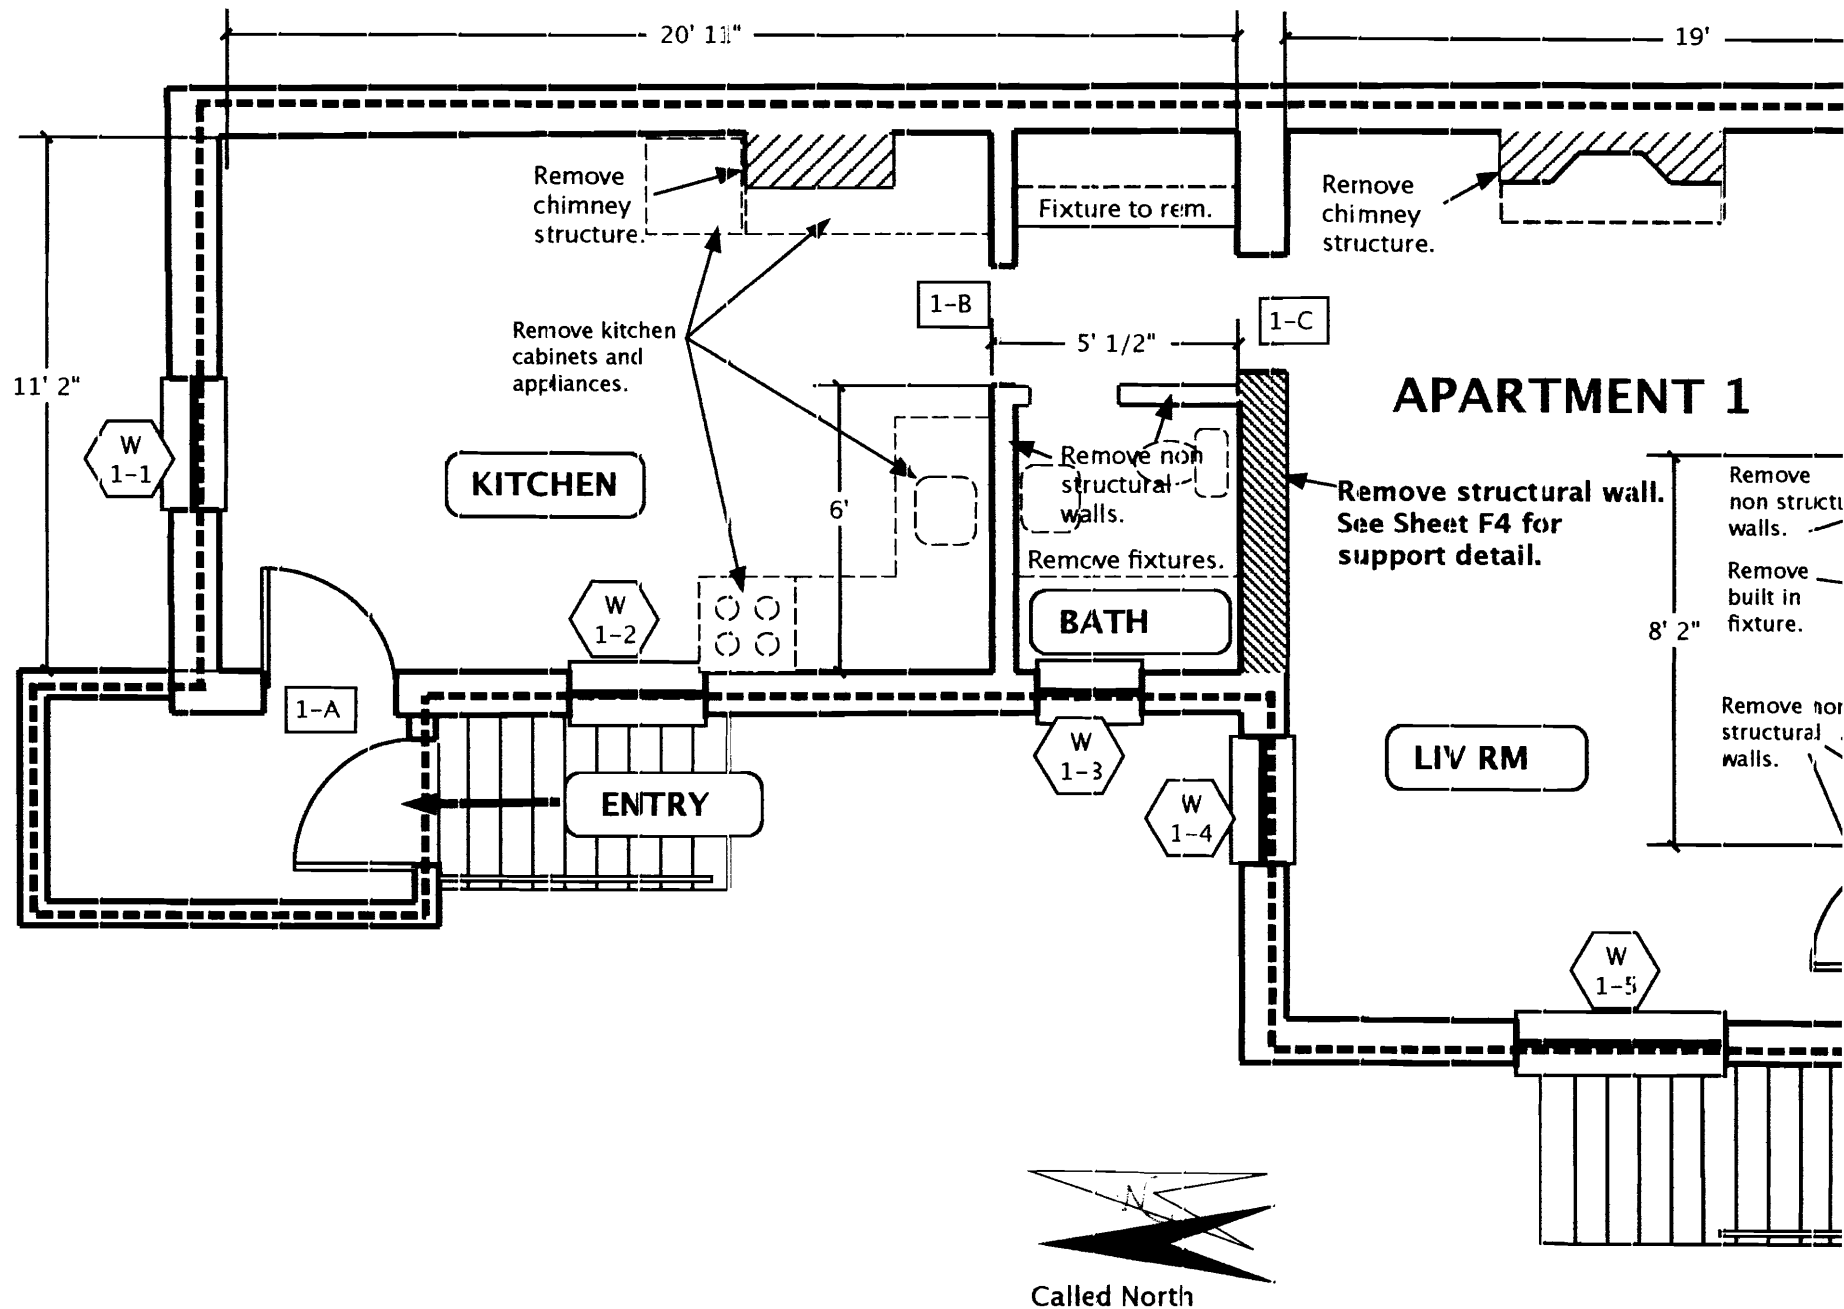 20' 11"
19'
Remove
chimney
structure.
Fixture to rem.
Remove
chimney
structure.
1-B
1-C
Remove kitchen
cabinets and
appliances.
5' 1/2"
11' 2"
APARTMENT 1
W
1-1
KITCHEN
6'
Remove non
structural
walls.
Remove structural wall.
See Sheet F4 for
support detail.
Remove
non structu
walls.
Remove fixtures.
Remove
built in
fixture.
W
1-2
BATH
8' 2"
1-A
Remove non
structural
walls.
W
1-3
LIV RM
ENTRY
W
1-4
W
1-5
N
Called North